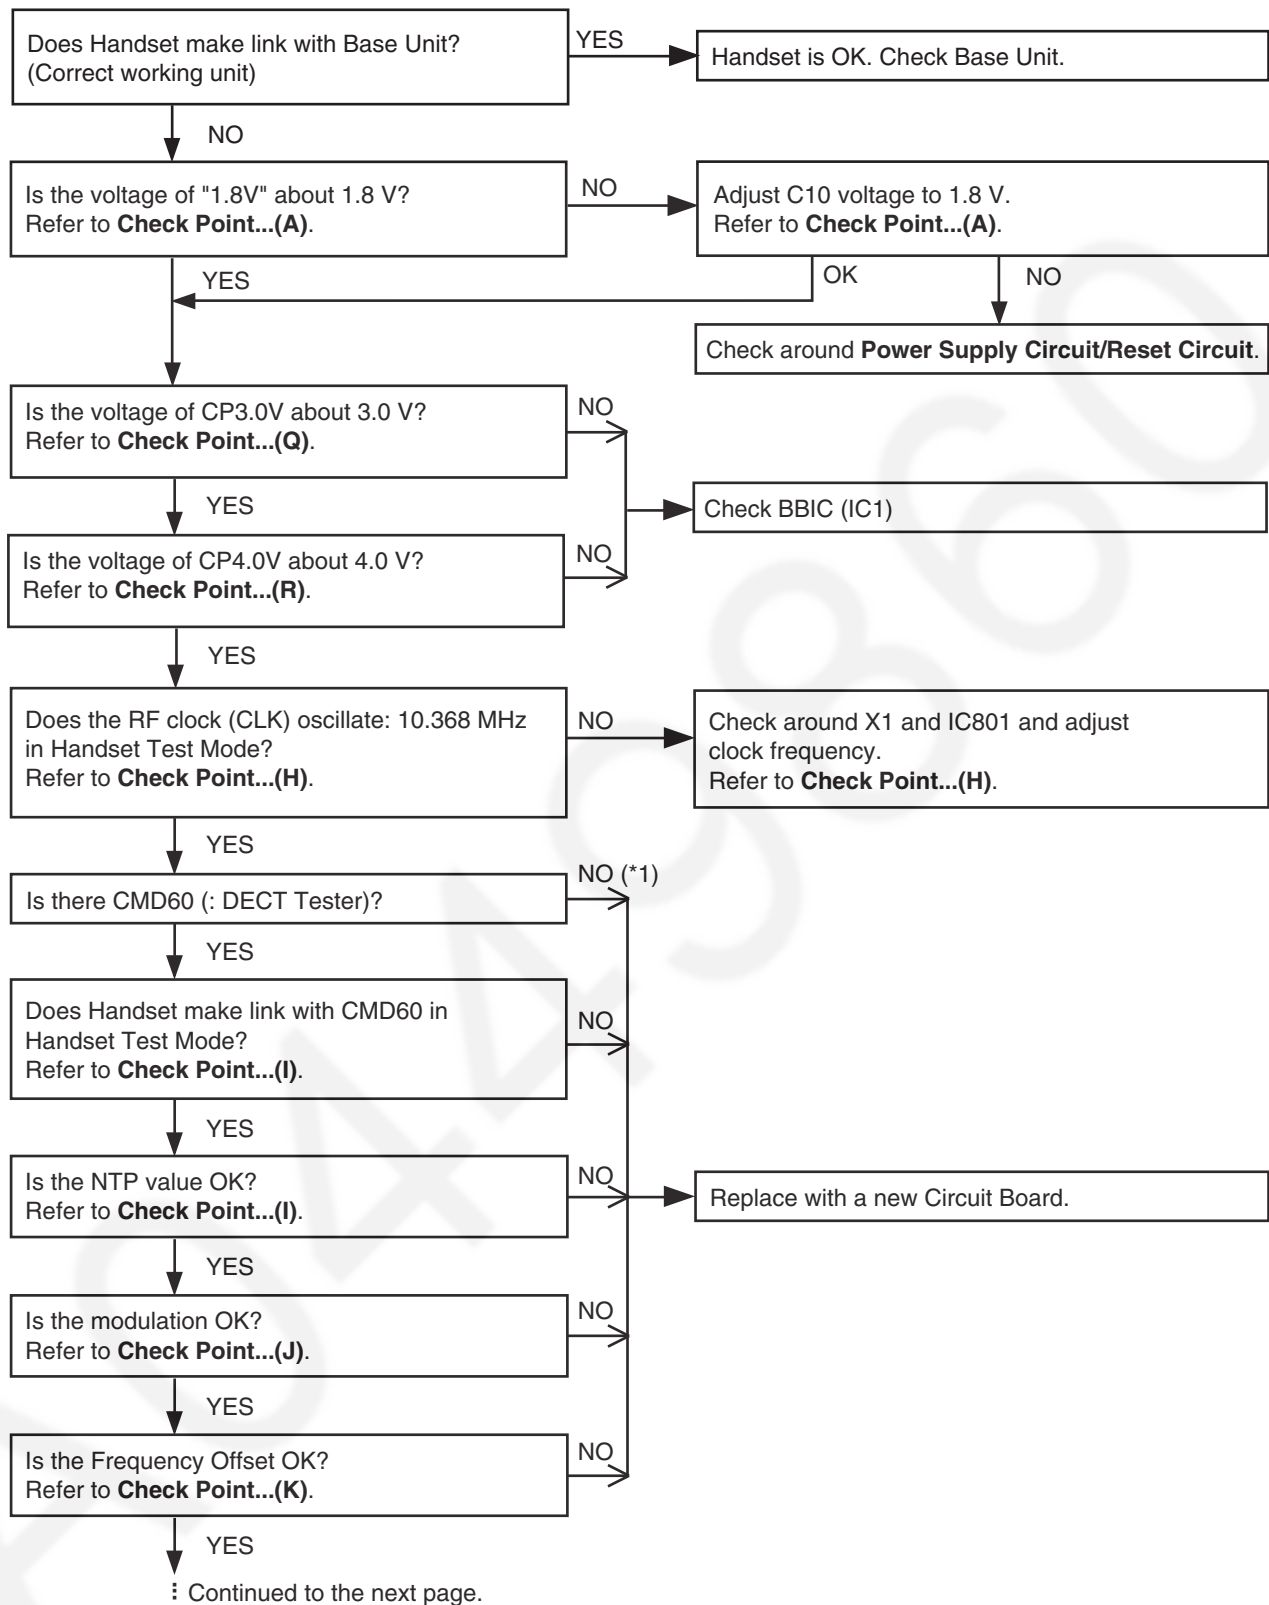 Does Handset make link with Base Unit?
(Correct working unit)
YES
Handset is OK. Check Base Unit.
NO
Is the voltage of "1.8V" about 1.8 V?
Refer to Check Point...(A).
NO
Adjust C10 voltage to 1.8 V.
Refer to Check Point...(A).
YES
OK
NO
Check around Power Supply Circuit/Reset Circuit.
Is the voltage of CP3.0V about 3.0 V?
Refer to Check Point...(Q).
NO
YES
Check BBIC (IC1)
Is the voltage of CP4.0V about 4.0 V?
Refer to Check Point...(R).
NO
YES
Does the RF clock (CLK) oscillate: 10.368 MHz
in Handset Test Mode?
Refer to Check Point...(H).
NO
Check around X1 and IC801 and adjust
clock frequency.
Refer to Check Point...(H).
YES
Is there CMD60 (: DECT Tester)?
NO (*1)
YES
Does Handset make link with CMD60 in
Handset Test Mode?
Refer to Check Point...(I).
NO
YES
Is the NTP value OK?
Refer to Check Point...(I).
NO
Replace with a new Circuit Board.
YES
Is the modulation OK?
Refer to Check Point...(J).
NO
YES
Is the Frequency Offset OK?
Refer to Check Point...(K).
NO
YES
Continued to the next page.